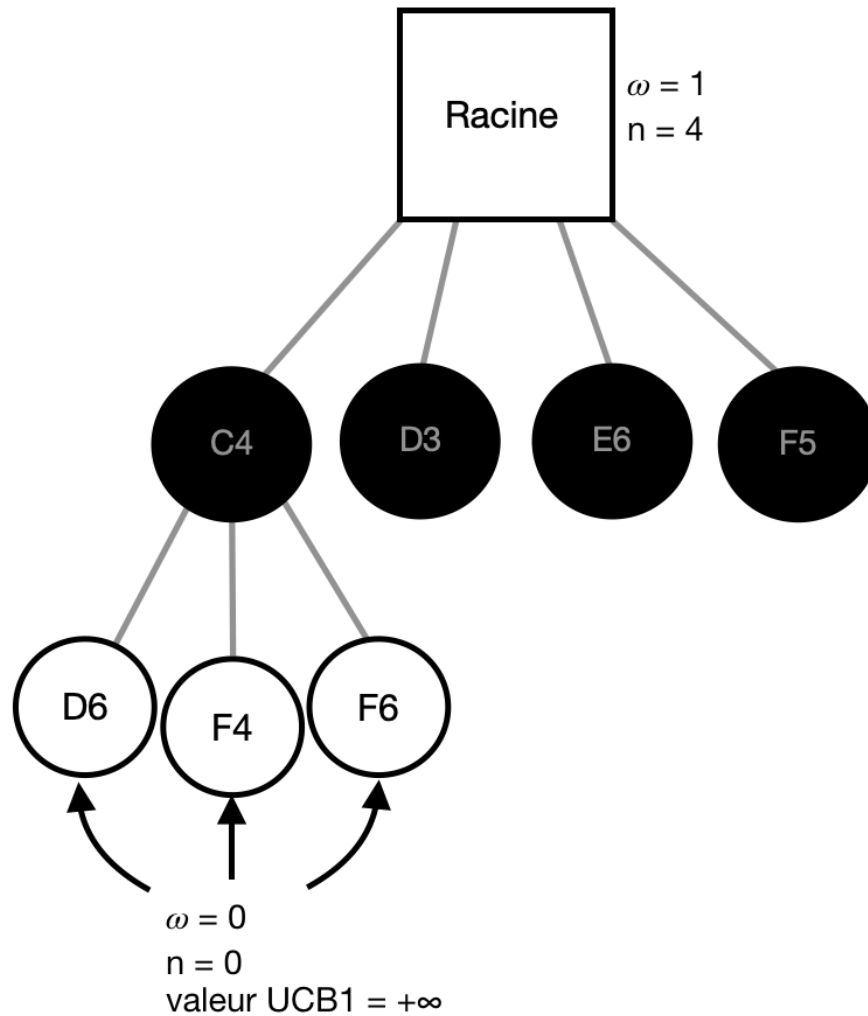 Racine
ω = 1
n = 4
C4
D3
E6
F5
D6
F4
F6
ω = 0
n = 0
valeur UCB1 = +∞